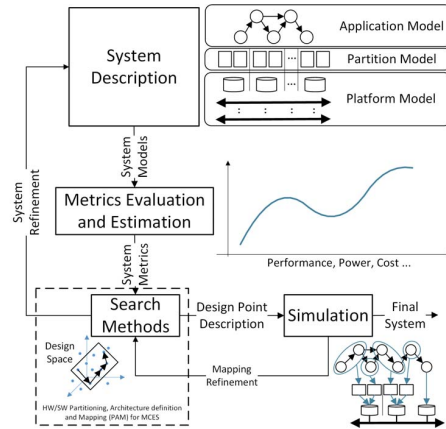 System
Description
Application Model
Partition Model
...
Platform Model
System
Models
System
Refinement
Metrics Evaluation
and Estimation
System
Metrics
Performance, Power, Cost ...
Search
Methods
Design Point
Description
Simulation
Final
System
Design
Space
Mapping
Refinement
HW/SW Partitioning, Architecture definition
and Mapping (PAM) for MCES